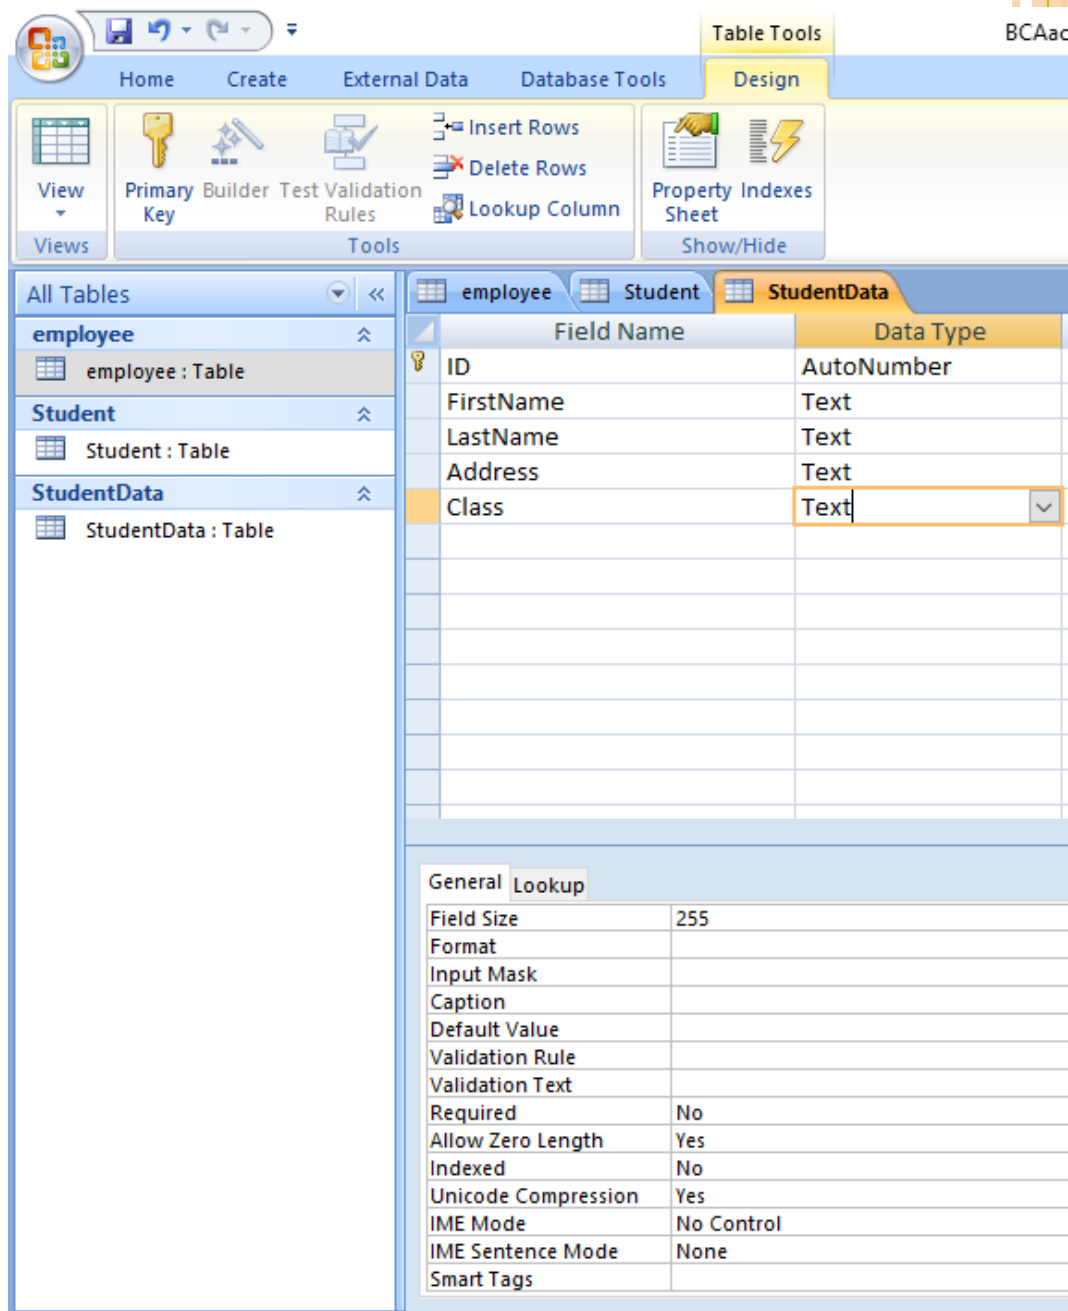 Table Tools BCAac
Home Create External Data Database Tools Design
View
Primary Key
Builder
Test Validation Rules
Insert Rows
Delete Rows
Lookup Column
Property Sheet
Indexes
Views Tools Show/Hide
All Tables
employee
employee : Table
Student
Student : Table
StudentData
StudentData : Table
employee Student StudentData
Field Name Data Type
ID AutoNumber
FirstName Text
LastName Text
Address Text
Class Text
General Lookup
Field Size 255
Format
Input Mask
Caption
Default Value
Validation Rule
Validation Text
Required No
Allow Zero Length Yes
Indexed No
Unicode Compression Yes
IME Mode No Control
IME Sentence Mode None
Smart Tags